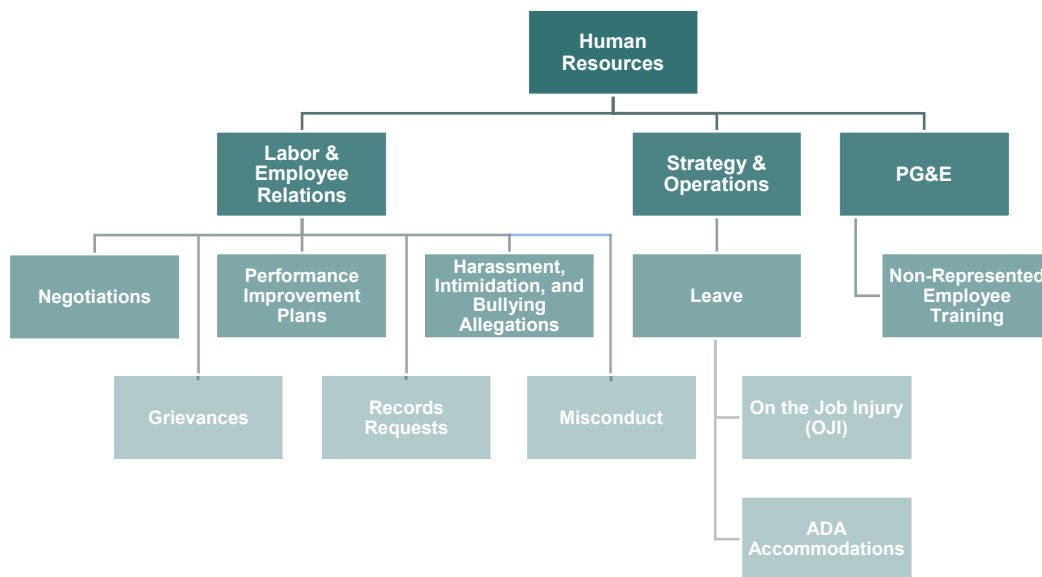 Human
Resources
Labor &
Employee
Relations
Strategy &
Operations
PG&E
Negotiations
Performance
Improvement
Plans
Harassment,
Intimidation, and
Bullying
Allegations
Leave
Non-Represented
Employee
Training
Grievances
Records
Requests
Misconduct
On the Job Injury
(OJI)
ADA
Accommodations